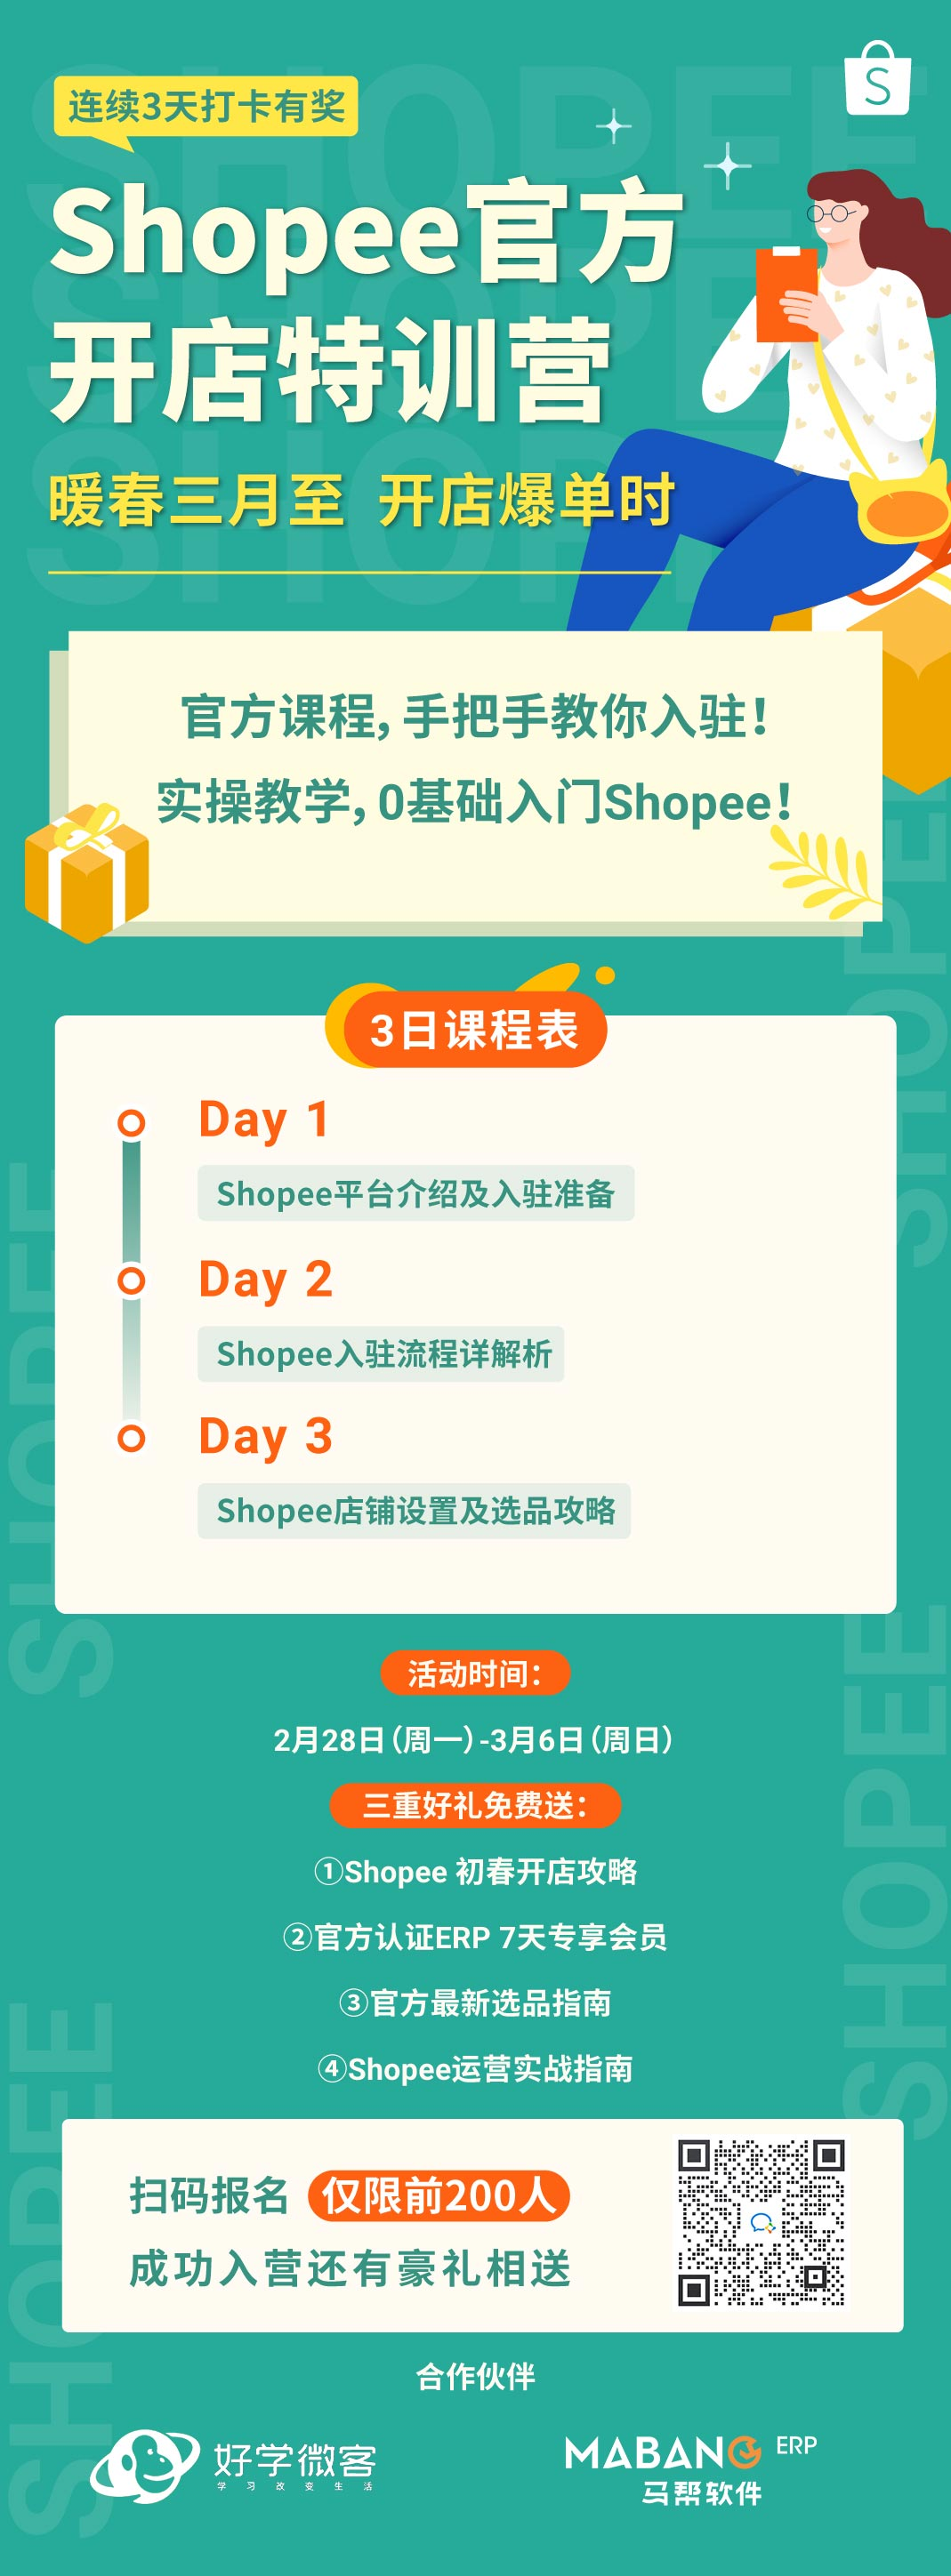 连续3天打卡有奖
Shopee官方
开店特训营
暖春三月至 开店爆单时
官方课程，手把手教你入驻！
实操教学，0基础入门Shopee！
3日课程表
Day 1
Shopee平台介绍及入驻准备
Day 2
Shopee入驻流程详解析
Day 3
Shopee店铺设置及选品攻略
活动时间：
2月28日（周一）-3月6日（周日）
三重好礼免费送：
①Shopee 初春开店攻略
②官方认证ERP 7天专享会员
③官方最新选品指南
④Shopee运营实战指南
扫码报名 仅限前200人
成功入营还有豪礼相送
合作伙伴
好学微客
学习改变生活
MABANG ERP
马帮软件
SHOPEE
SHOPEE
SHOPEE
SHOPEE
SHOPEE
SHOPEE
SHOPEE